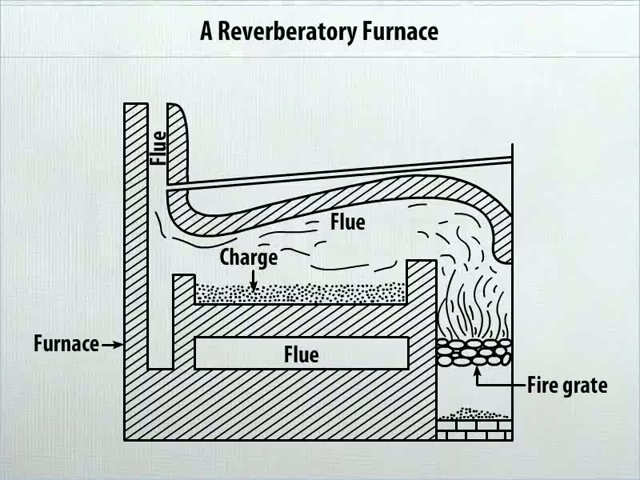 A Reverberatory Furnace
Flue
Flue
Charge
Furnace
Flue
Fire grate